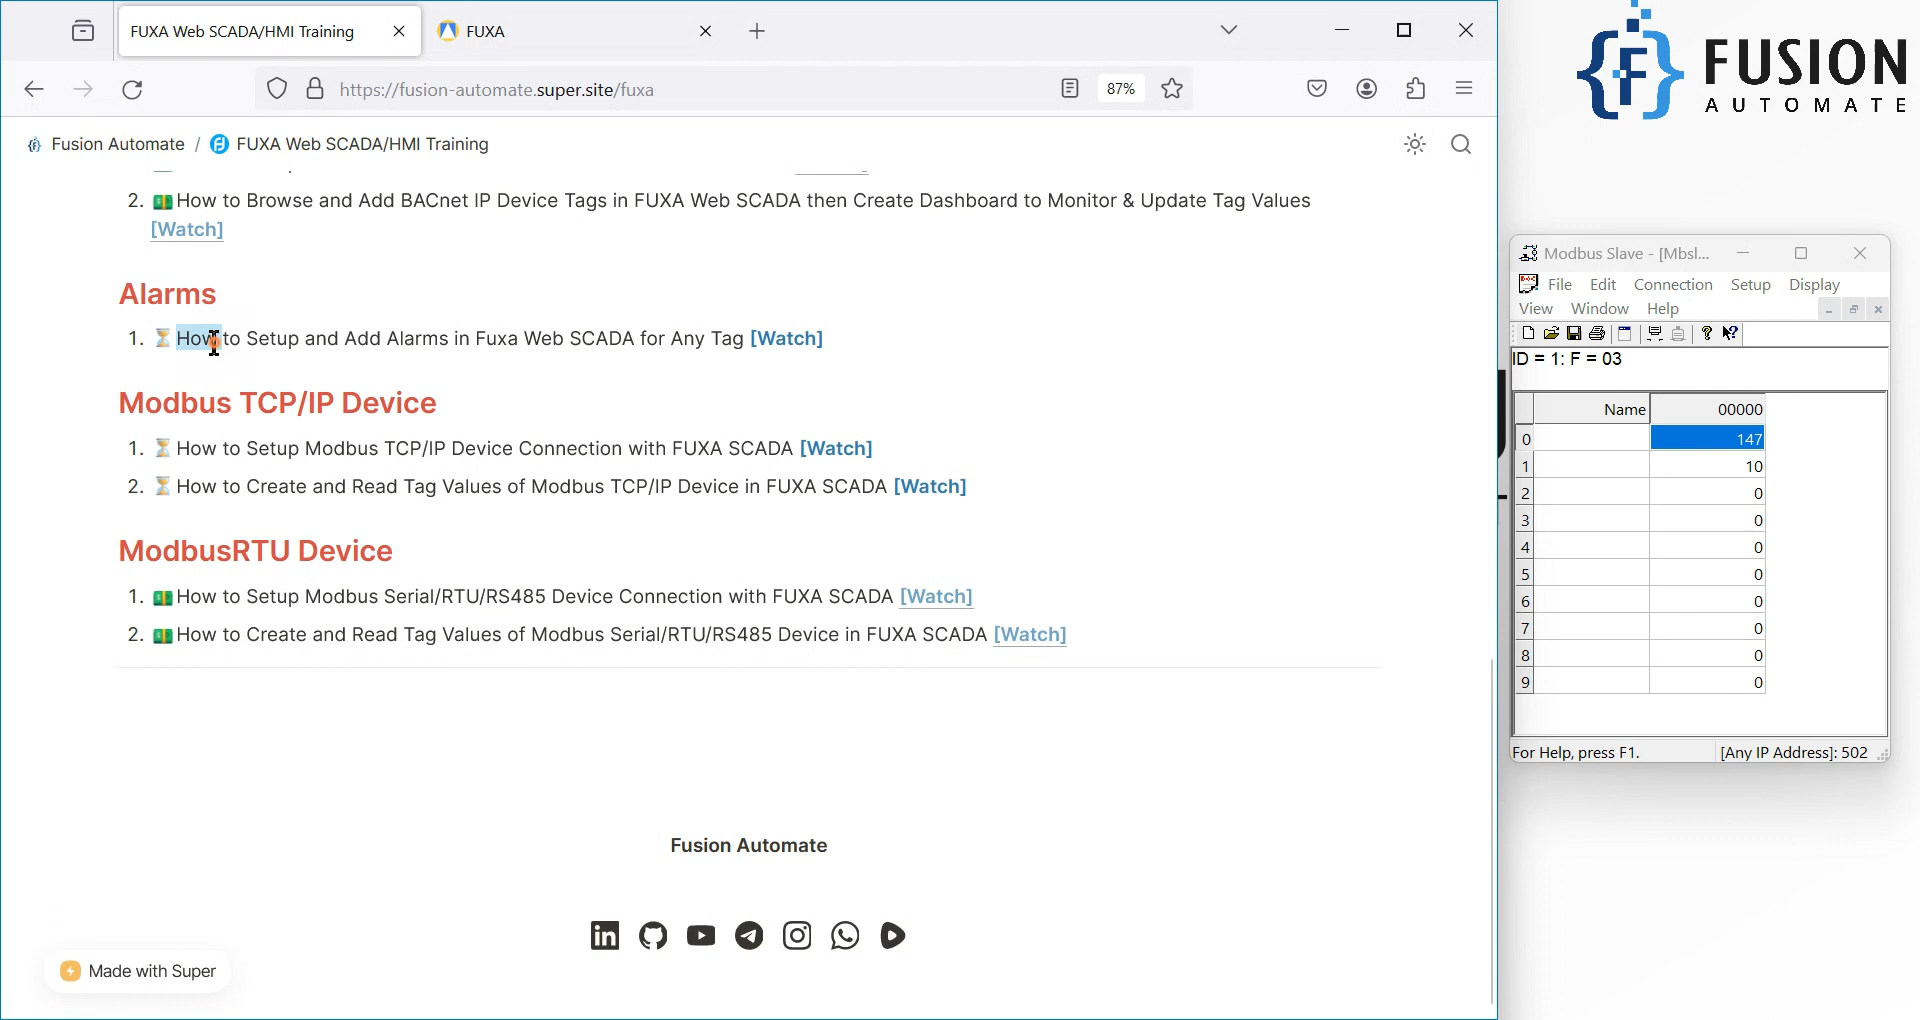 FUXA Web SCADA/HMI Training
FUXA
https://fusion-automate.super.site/fuxa
87%
Fusion Automate / FUXA Web SCADA/HMI Training
2. How to Browse and Add BACnet IP Device Tags in FUXA Web SCADA then Create Dashboard to Monitor & Update Tag Values
[Watch]
Alarms
1. How to Setup and Add Alarms in Fuxa Web SCADA for Any Tag [Watch]
Modbus TCP/IP Device
1. How to Setup Modbus TCP/IP Device Connection with FUXA SCADA [Watch]
2. How to Create and Read Tag Values of Modbus TCP/IP Device in FUXA SCADA [Watch]
ModbusRTU Device
1. How to Setup Modbus Serial/RTU/RS485 Device Connection with FUXA SCADA [Watch]
2. How to Create and Read Tag Values of Modbus Serial/RTU/RS485 Device in FUXA SCADA [Watch]
Fusion Automate
Made with Super
FUSION
AUTOMATE
Modbus Slave - [Mbsl...
File Edit Connection Setup Display
View Window Help
ID = 1: F = 03
Name 00000
0 147
1 10
2 0
3 0
4 0
5 0
6 0
7 0
8 0
9 0
For Help, press F1. [Any IP Address]: 502